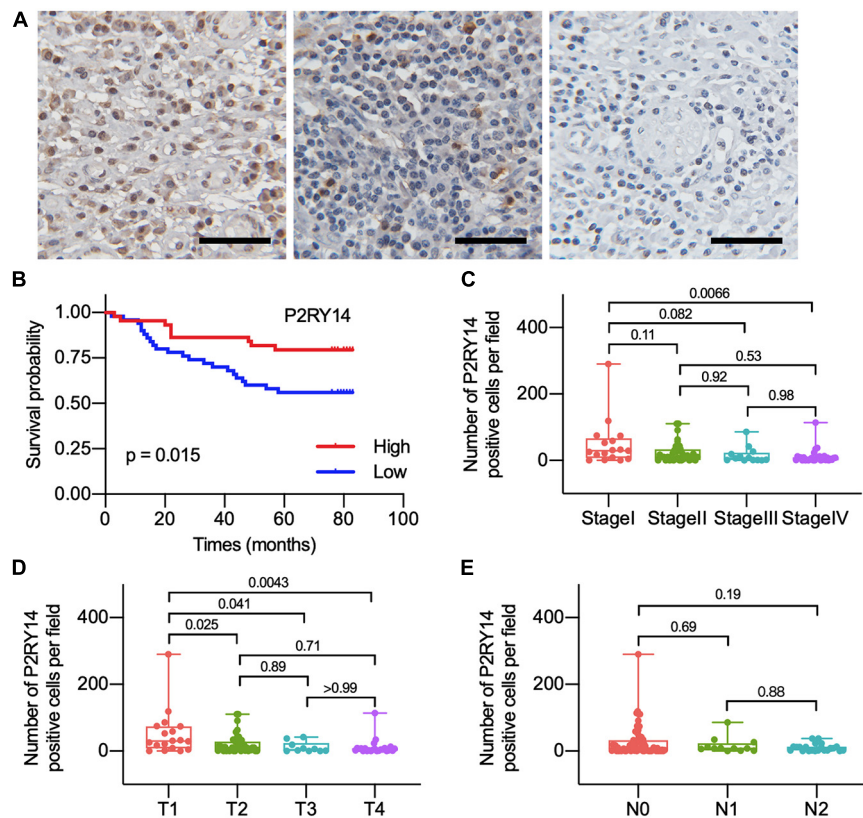 A
B
Survival probability
1.00
0.75
0.50
0.25
0.00
P2RY14
p = 0.015
High
Low
0
20
40
60
80
100
Times (months)
C
Number of P2RY14
positive cells per field
400
200
0
0.0066
0.082
0.11
0.53
0.92
0.98
StageI
StageII
StageIII
StageIV
D
Number of P2RY14
positive cells per field
400
200
0
0.0043
0.041
0.025
0.71
0.89
>0.99
T1
T2
T3
T4
E
Number of P2RY14
positive cells per field
400
200
0
0.19
0.69
0.88
N0
N1
N2